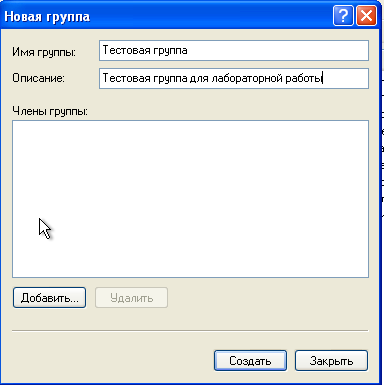 Новая группа
Имя группы: Тестовая группа
Описание: Тестовая группа для лабораторной работы
Члены группы:
Добавить... Удалить
Создать Закрыть